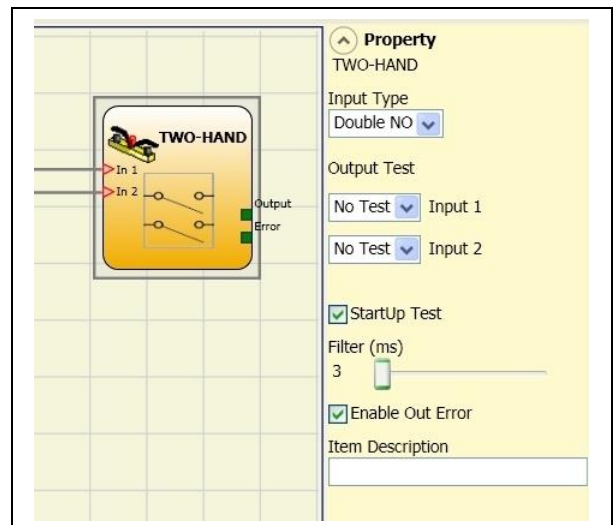 TWO-HAND
In 1
In 2
Output
Error
Property
TWO-HAND
Input Type
Double NO
Output Test
No Test Input 1
No Test Input 2
StartUp Test
Filter (ms)
3
Enable Out Error
Item Description